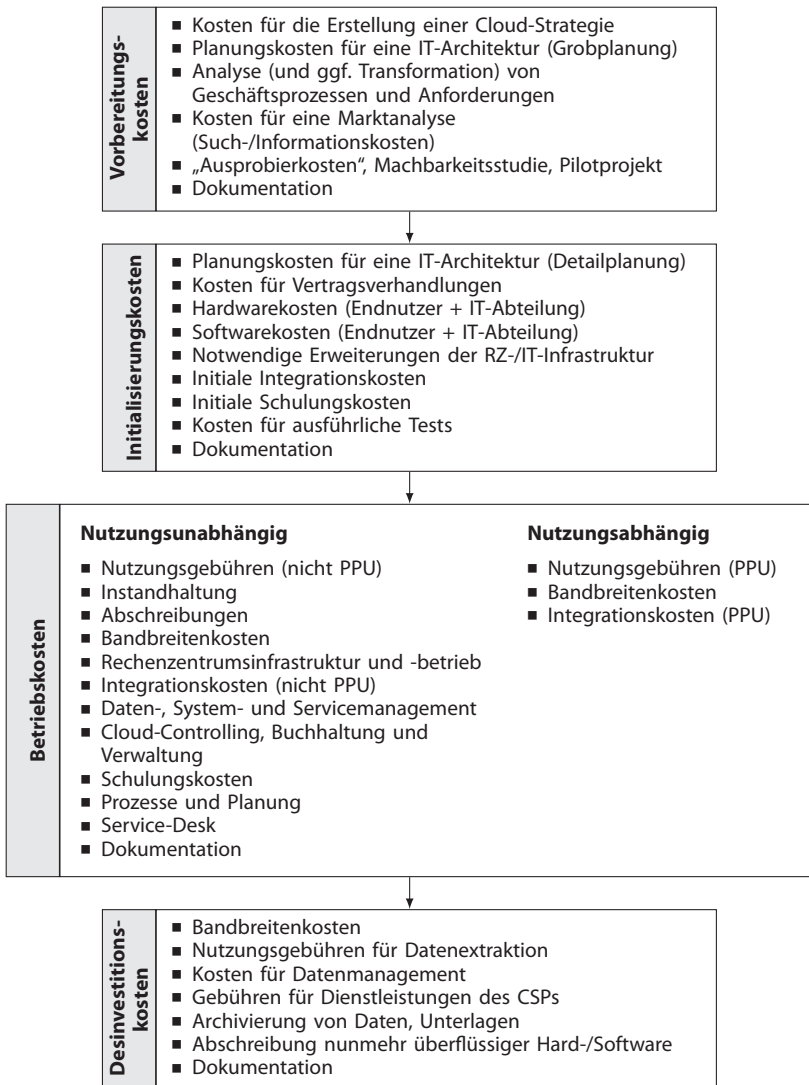 Vorbereitungs-
kosten
■ Kosten für die Erstellung einer Cloud-Strategie
■ Planungskosten für eine IT-Architektur (Grobplanung)
■ Analyse (und ggf. Transformation) von
Geschäftsprozessen und Anforderungen
■ Kosten für eine Marktanalyse
(Such-/Informationskosten)
■ „Ausprobierkosten“, Machbarkeitsstudie, Pilotprojekt
■ Dokumentation
Initialisierungskosten
■ Planungskosten für eine IT-Architektur (Detailplanung)
■ Kosten für Vertragsverhandlungen
■ Hardwarekosten (Endnutzer + IT-Abteilung)
■ Softwarekosten (Endnutzer + IT-Abteilung)
■ Notwendige Erweiterungen der RZ-/IT-Infrastruktur
■ Initiale Integrationskosten
■ Initiale Schulungskosten
■ Kosten für ausführliche Tests
■ Dokumentation
Betriebskosten
Nutzungsunabhängig
■ Nutzungsgebühren (nicht PPU)
■ Instandhaltung
■ Abschreibungen
■ Bandbreitenkosten
■ Rechenzentrumsinfrastruktur und -betrieb
■ Integrationskosten (nicht PPU)
■ Daten-, System- und Servicemanagement
■ Cloud-Controlling, Buchhaltung und
Verwaltung
■ Schulungskosten
■ Prozesse und Planung
■ Service-Desk
■ Dokumentation
Nutzungsabhängig
■ Nutzungsgebühren (PPU)
■ Bandbreitenkosten
■ Integrationskosten (PPU)
Desinvestitions-
kosten
■ Bandbreitenkosten
■ Nutzungsgebühren für Datenextraktion
■ Kosten für Datenmanagement
■ Gebühren für Dienstleistungen des CSPs
■ Archivierung von Daten, Unterlagen
■ Abschreibung nunmehr überflüssiger Hard-/Software
■ Dokumentation